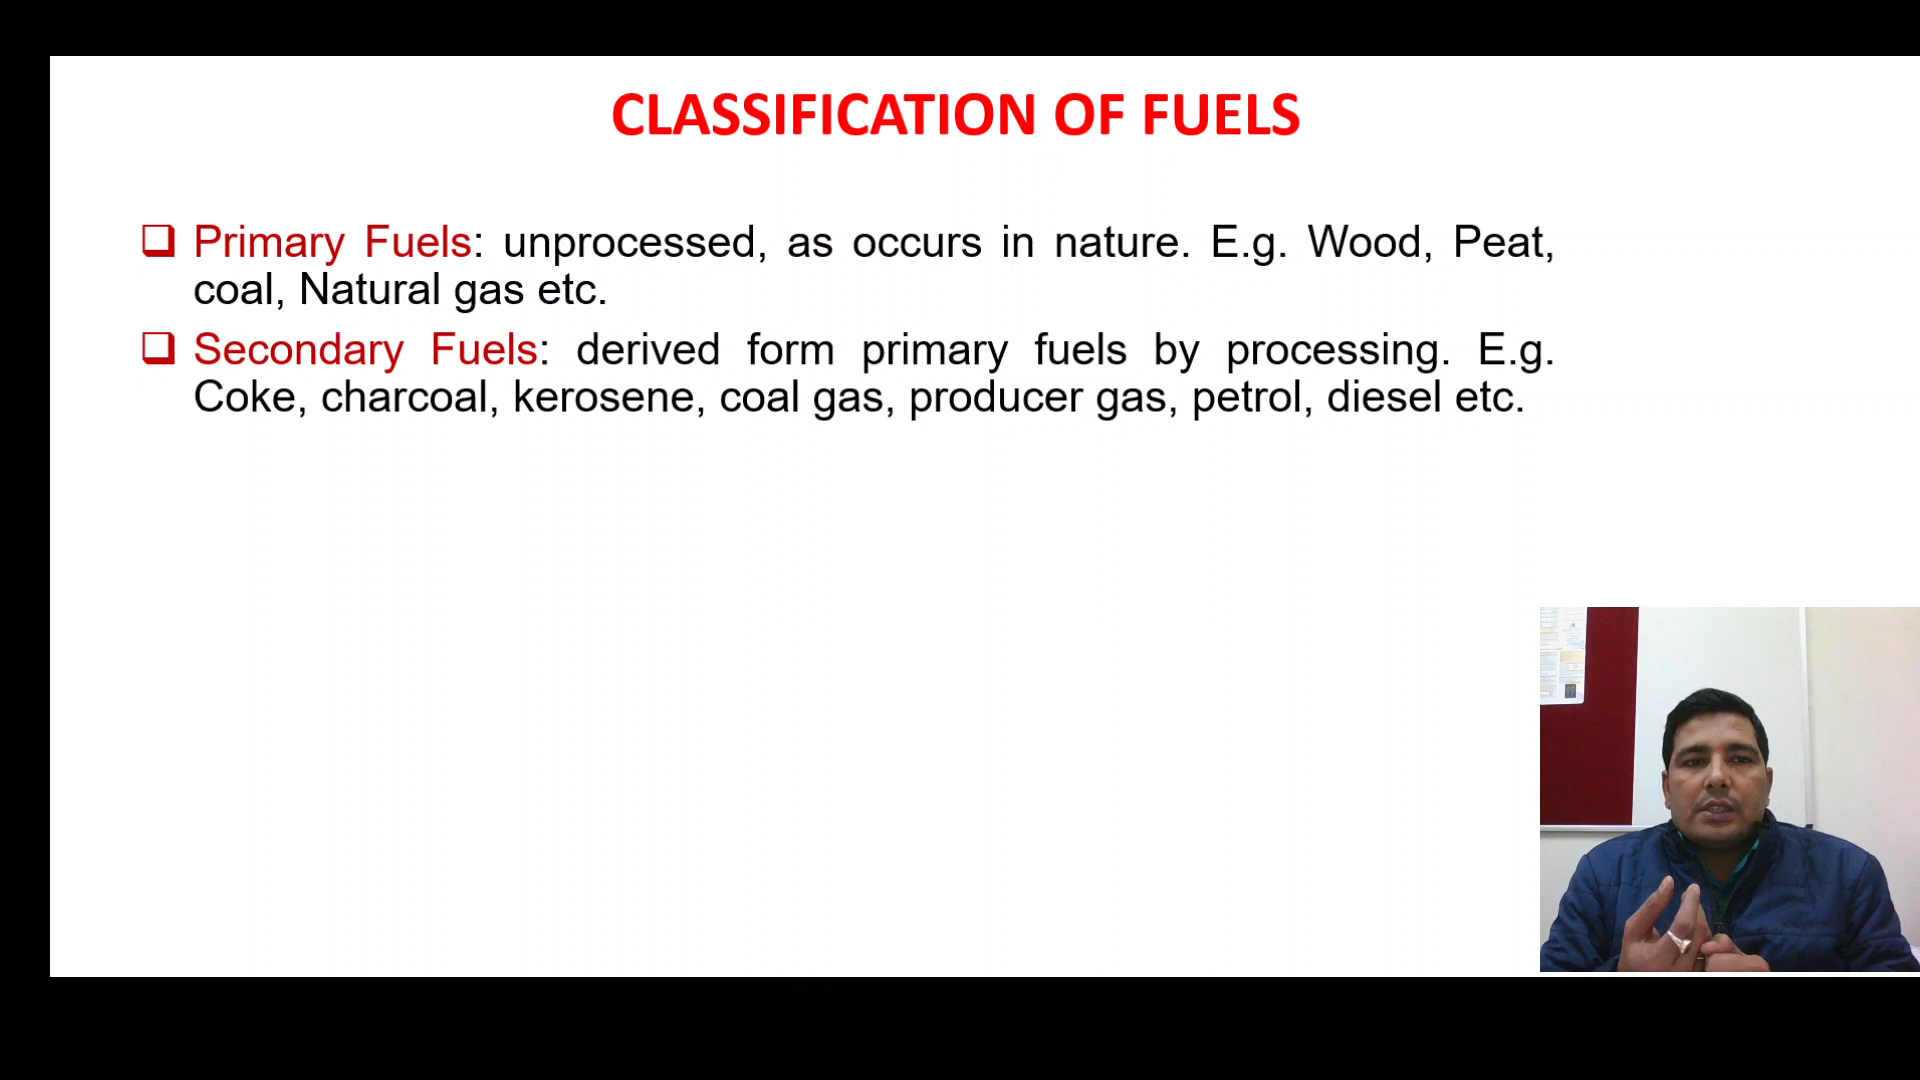 CLASSIFICATION OF FUELS
Primary Fuels: unprocessed, as occurs in nature. E.g. Wood, Peat,
coal, Natural gas etc.
Secondary Fuels: derived form primary fuels by processing. E.g.
Coke, charcoal, kerosene, coal gas, producer gas, petrol, diesel etc.